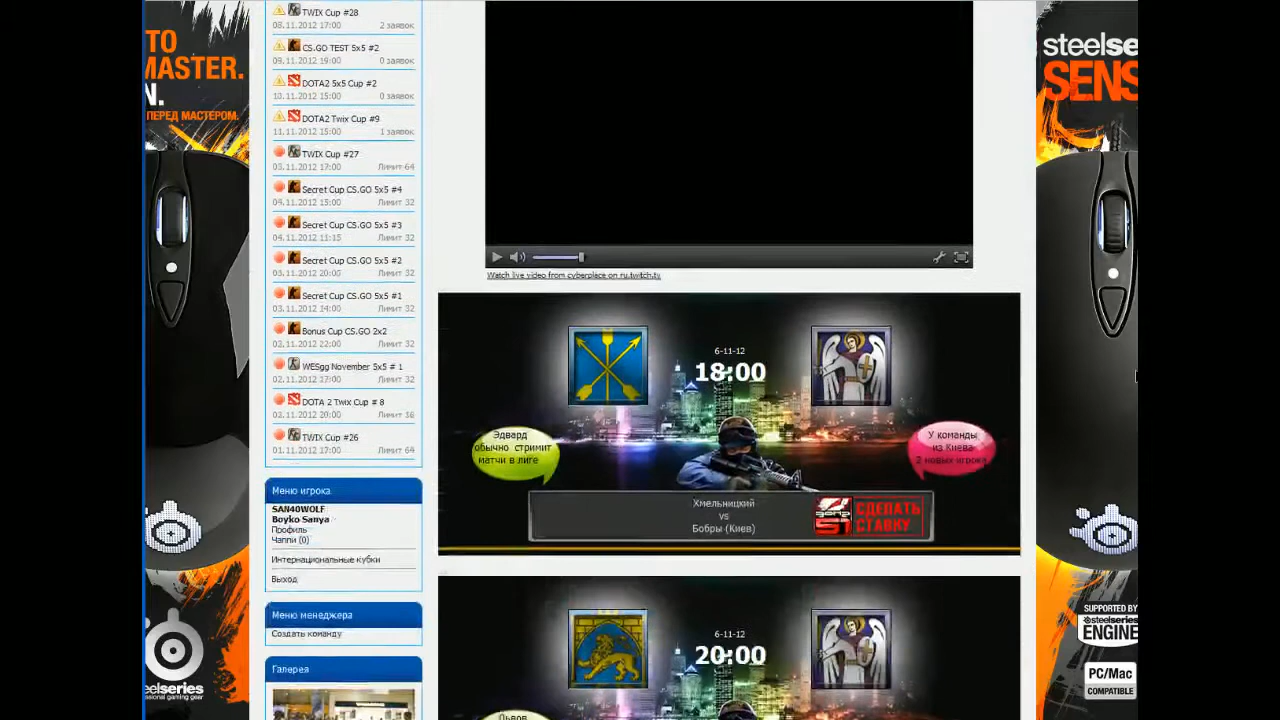 ТО
MASTER.
N.
ПЕРЕД МАСТЕРОМ.
TWIX Cup #28
08.11.2012 17:00 2 заявок
CS.GO TEST 5x5 #2
09.11.2012 19:00 0 заявок
DOTA2 5x5 Cup #2
10.11.2012 15:00 0 заявок
DOTA2 Twix Cup #9
11.11.2012 15:00 1 заявок
TWIX Cup #27
03.11.2012 17:00 Лимит 64
Secret Cup CS.GO 5x5 #4
04.11.2012 15:00 Лимит 32
Secret Cup CS.GO 5x5 #3
04.11.2012 11:15 Лимит 32
Secret Cup CS.GO 5x5 #2
03.11.2012 20:00 Лимит 32
Secret Cup CS.GO 5x5 #1
03.11.2012 14:00 Лимит 32
Bonus Cup CS.GO 2x2
02.11.2012 22:00 Лимит 32
WESgg November 5x5 # 1
02.11.2012 17:00 Лимит 32
DOTA 2 Twix Cup # 8
02.11.2012 20:00 Лимит 36
TWIX Cup #26
01.11.2012 17:00 Лимит 64
Меню игрока
SAN40WOLF
Boyko Sanya
Профиль
Чаппи (0)
Интернациональные кубки
Выход
Меню менеджера
Создать команду
Галерея
Watch live video from cyberplace on ru.twitch.tv
6-11-12
18:00
Эдвард
обычно стримит
матчи в лиге
У команды
из Киева
3 новых игрока
Хмельницкий
vs
Бобры (Киев)
СДЕЛАТЬ
СТАВКУ
6-11-12
20:00
Львов
steelse
SENS
SUPPORTED BY
steelseries
ENGINE
PC/Mac
COMPATIBLE
elseries
ssional gaming gear